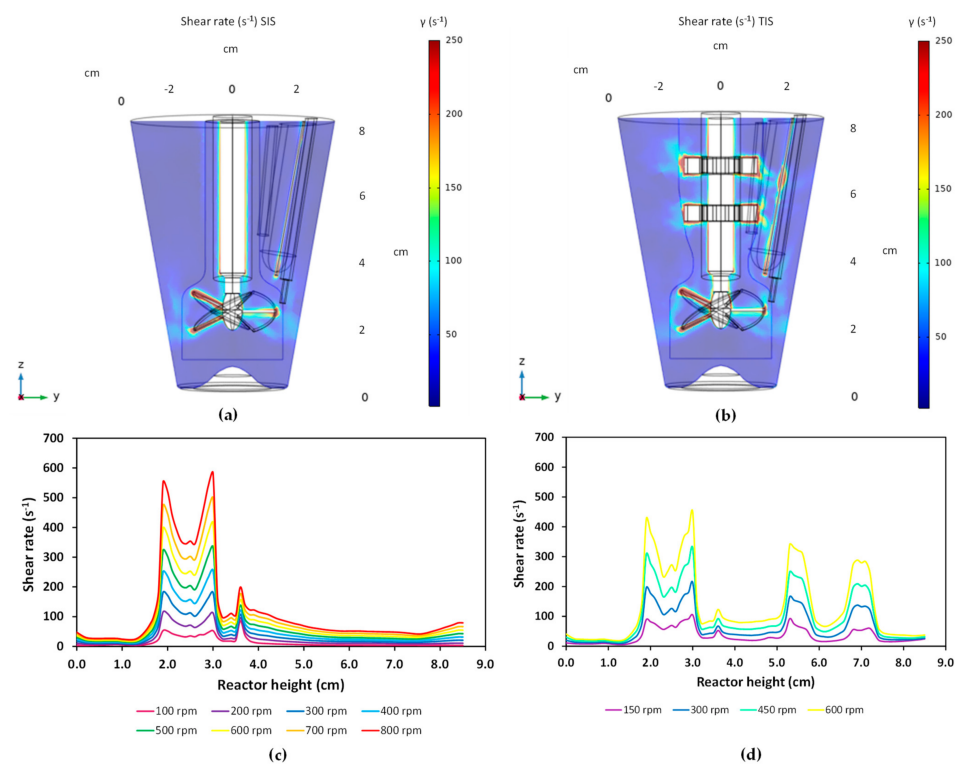 Shear rate (s⁻¹) SIS
γ (s⁻¹)
cm
cm
-2
0
2
0
8
6
cm
4
2
0
250
200
150
100
50
z
x
y
(a)
Shear rate (s⁻¹) TIS
γ (s⁻¹)
cm
cm
-2
0
2
0
8
6
cm
4
2
0
250
200
150
100
50
z
x
y
(b)
700
600
500
400
300
200
100
0
Shear rate (s⁻¹)
0.0 1.0 2.0 3.0 4.0 5.0 6.0 7.0 8.0 9.0
Reactor height (cm)
100 rpm 200 rpm 300 rpm 400 rpm
500 rpm 600 rpm 700 rpm 800 rpm
(c)
700
600
500
400
300
200
100
0
Shear rate (s⁻¹)
0.0 1.0 2.0 3.0 4.0 5.0 6.0 7.0 8.0 9.0
Reactor height (cm)
150 rpm 300 rpm 450 rpm 600 rpm
(d)